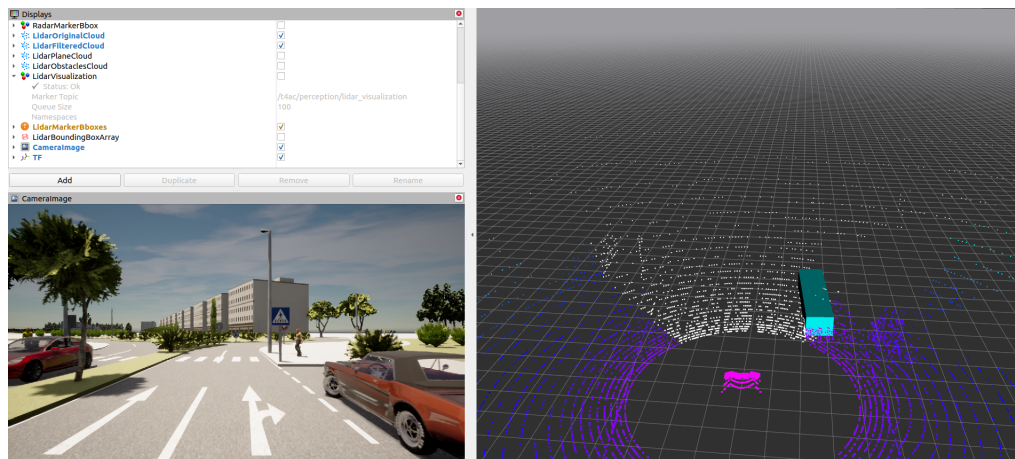 Displays
RadarMarkerBbox
LidarOriginalCloud
LidarFilteredCloud
LidarPlaneCloud
LidarObstaclesCloud
LidarVisualization
Status: Ok
Marker Topic /t4ac/perception/lidar_visualization
Queue Size 100
Namespaces
LidarMarkerBboxes
LidarBoundingBoxArray
CameraImage
TF
Add Duplicate Remove Rename
CameraImage